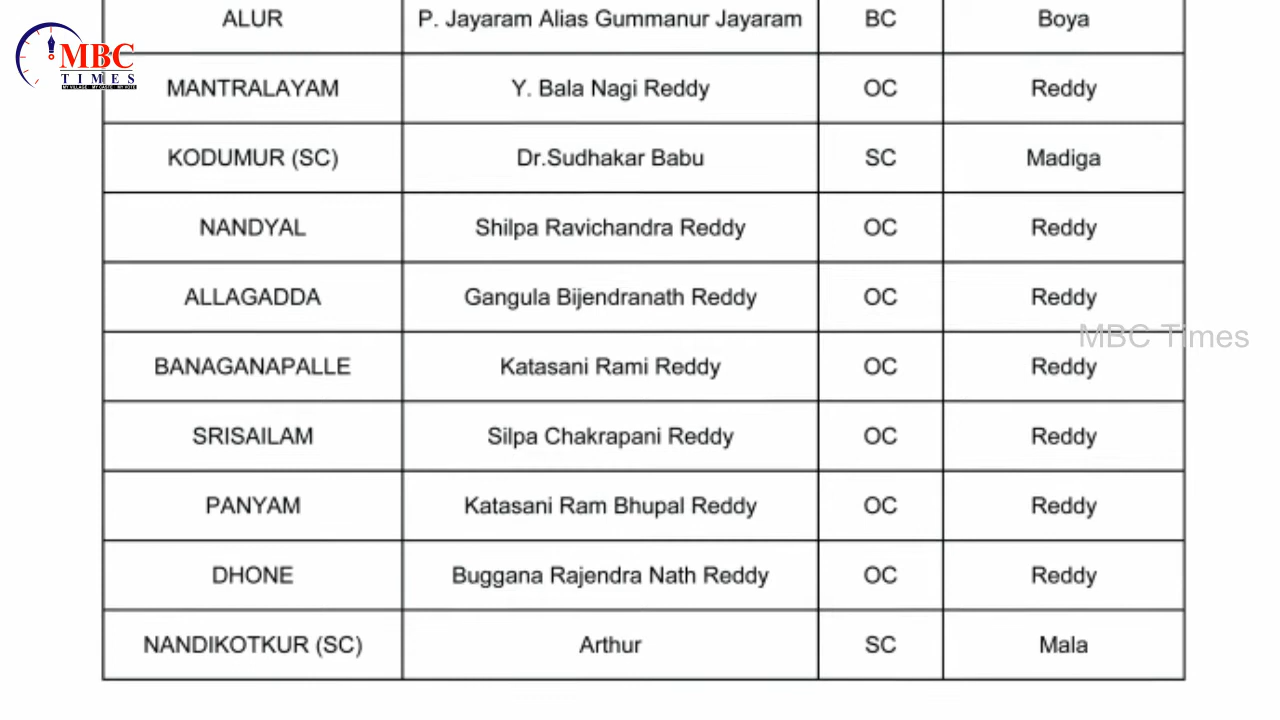 MBC
TIMES
ALUR P. Jayaram Alias Gummanur Jayaram BC Boya
MANTRALAYAM Y. Bala Nagi Reddy OC Reddy
KODUMUR (SC) Dr.Sudhakar Babu SC Madiga
NANDYAL Shilpa Ravichandra Reddy OC Reddy
ALLAGADDA Gangula Bijendranath Reddy OC Reddy
MBC Times
BANAGANAPALLE Katasani Rami Reddy OC Reddy
SRISAILAM Silpa Chakrapani Reddy OC Reddy
PANYAM Katasani Ram Bhupal Reddy OC Reddy
DHONE Buggana Rajendra Nath Reddy OC Reddy
NANDIKOTKUR (SC) Arthur SC Mala